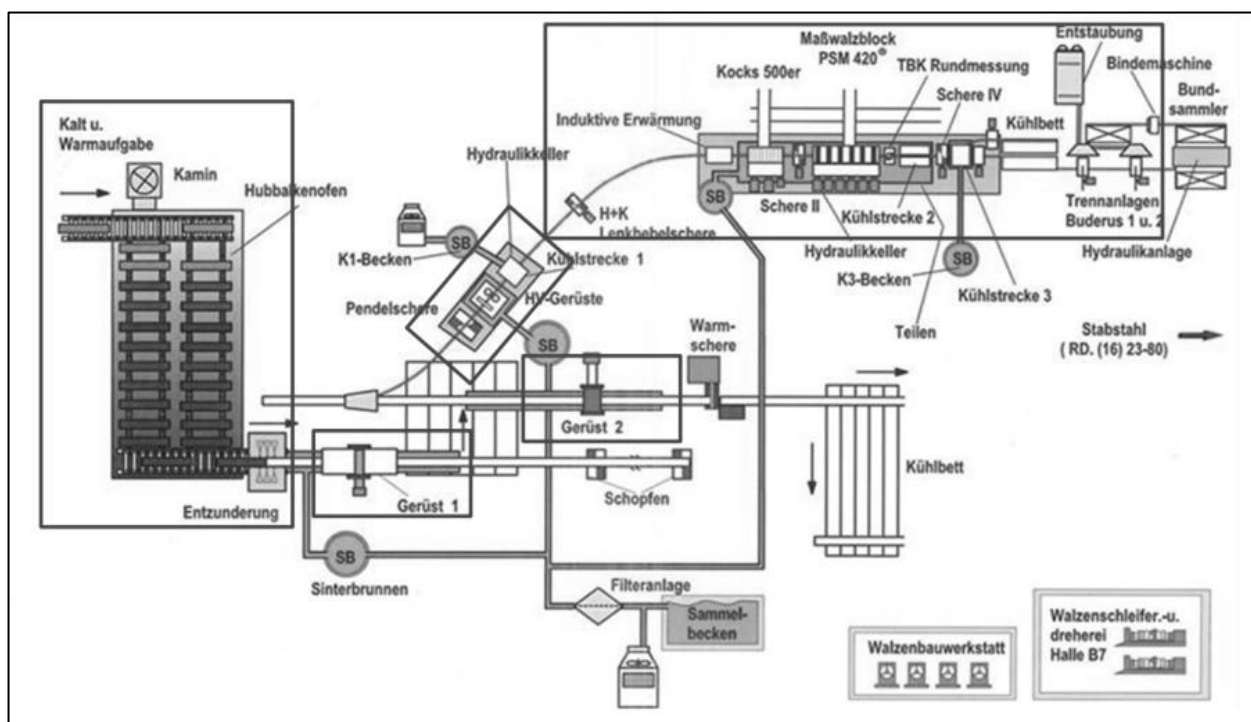 Kalt u.
Warmaufgabe
Kamin
Hubbalkenofen
Entzunderung
Hydraulikkeller
SB
K1-Becken
Kühlstrecke 1
HV-Gerüste
Pendelschere
SB
H+K
Lenkhebelschere
Induktive Erwärmung
Kocks 500er
Maßwalzblock
PSM 420®
TBK Rundmessung
Schere IV
Kühlbett
Entstaubung
Bindemaschine
Bund-
sammler
SB
Schere II
Kühlstrecke 2
Hydraulikkeller
K3-Becken
SB
Kühlstrecke 3
Teilen
Trennanlagen
Buderus 1 u. 2
Hydraulikanlage
Stabstahl
( RD. (16) 23-80)
Warm-
schere
Gerüst 2
Gerüst 1
Schopfen
Kühlbett
SB
Sinterbrunnen
Filteranlage
Sammel-
becken
Walzenbauwerkstatt
Walzenschleifer.-u.
dreherei
Halle B7